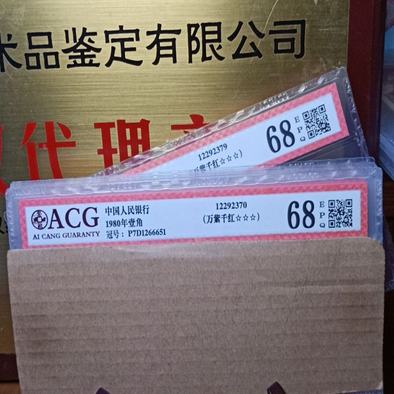 米品鉴定有限公司
代理商
12292379
(万紫千红☆☆☆)
68
EPQ
ACG
AI CANG GUARANTY
中国人民银行
1980年壹角
冠号: P7D1266651
12292370
(万紫千红☆☆☆)
68
EPQ